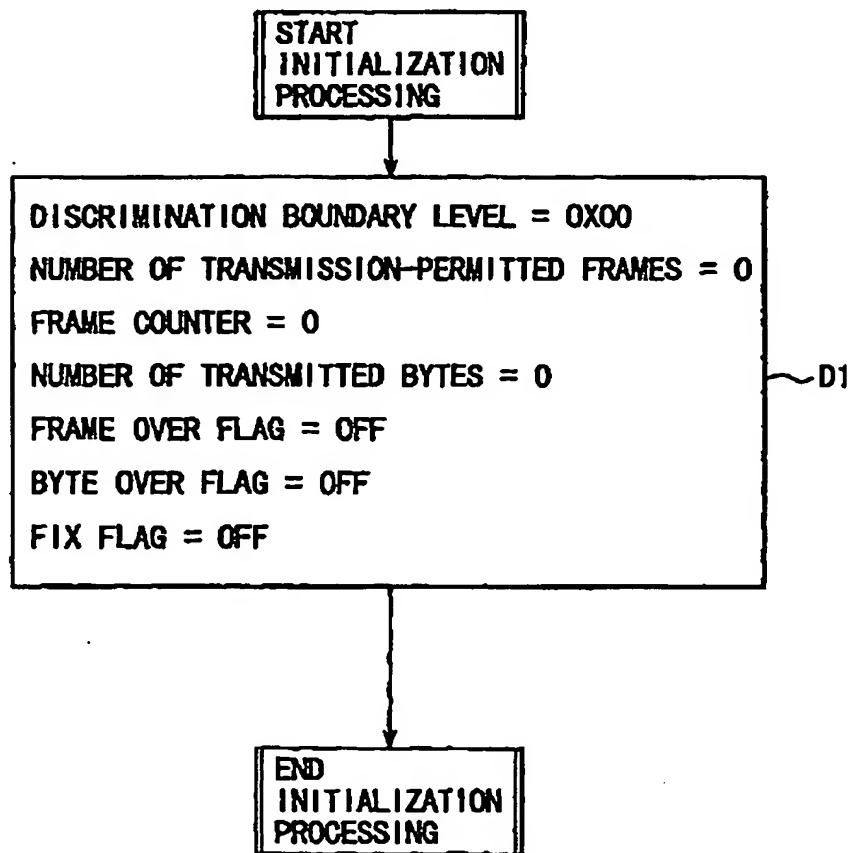 START
INITIALIZATION
PROCESSING
DISCRIMINATION BOUNDARY LEVEL = 0X00
NUMBER OF TRANSMISSION-PERMITTED FRAMES = 0
FRAME COUNTER = 0
NUMBER OF TRANSMITTED BYTES = 0
FRAME OVER FLAG = OFF
BYTE OVER FLAG = OFF
FIX FLAG = OFF
D1
END
INITIALIZATION
PROCESSING